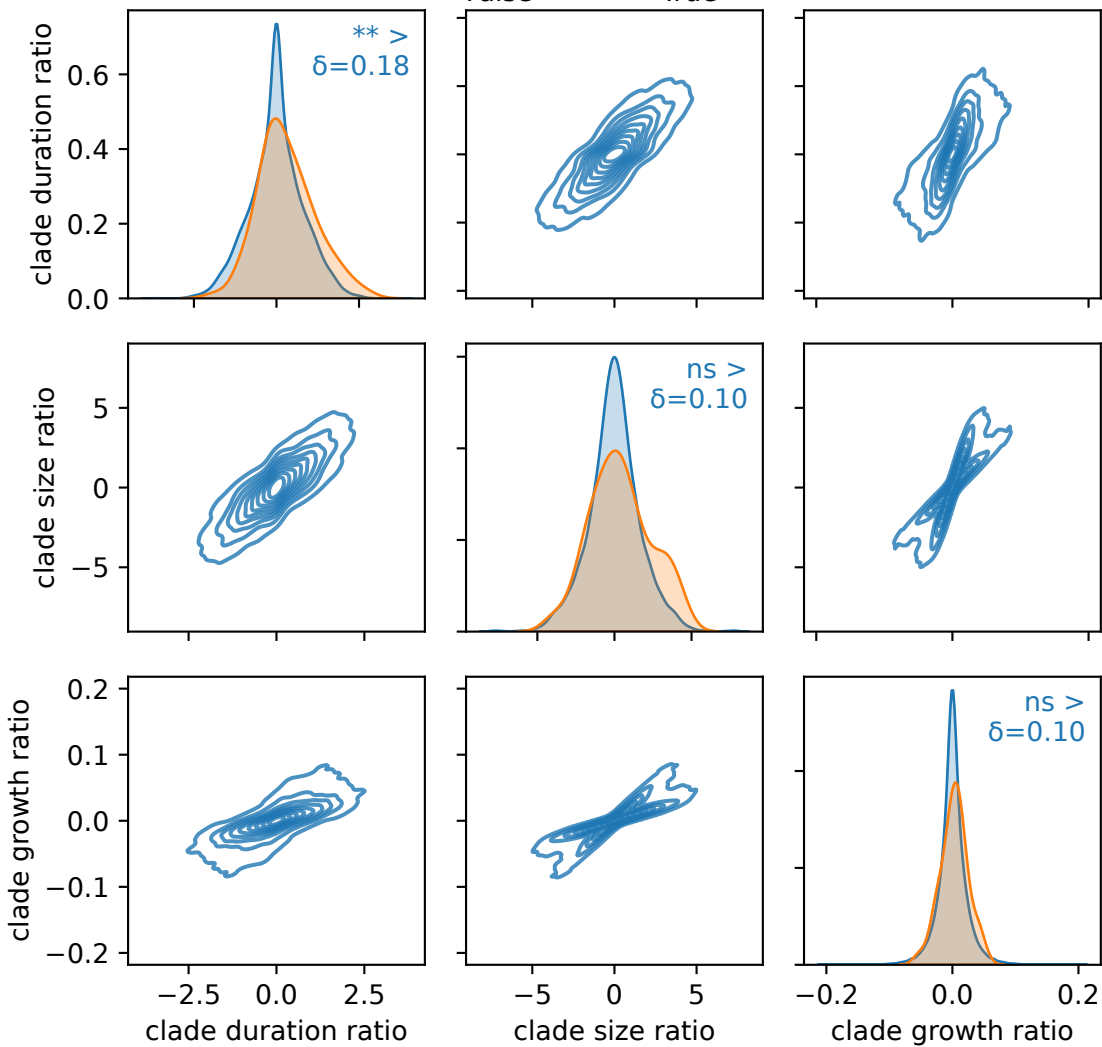 clade duration ratio
0.6
0.4
0.2
0.0
** >
δ=0.18
clade size ratio
5
0
−5
ns >
δ=0.10
clade growth ratio
0.2
0.1
0.0
−0.1
−0.2
ns >
δ=0.10
−2.5 0.0 2.5
−5 0 5
−0.2 0.0 0.2
clade duration ratio
clade size ratio
clade growth ratio